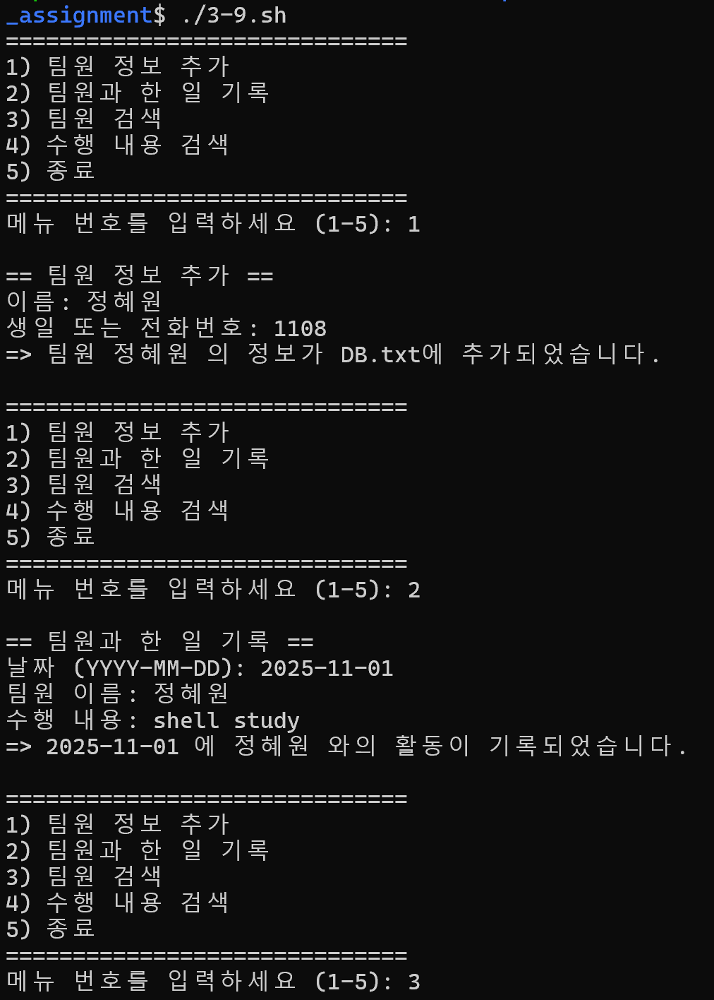 _assignment$ ./3-9.sh
==============================
1) 팀원 정보 추가
2) 팀원과 한 일 기록
3) 팀원 검색
4) 수행 내용 검색
5) 종료
==============================
메뉴 번호를 입력하세요 (1-5): 1
== 팀원 정보 추가 ==
이름: 정혜원
생일 또는 전화번호: 1108
=> 팀원 정혜원 의 정보가 DB.txt에 추가되었습니다.
==============================
1) 팀원 정보 추가
2) 팀원과 한 일 기록
3) 팀원 검색
4) 수행 내용 검색
5) 종료
==============================
메뉴 번호를 입력하세요 (1-5): 2
== 팀원과 한 일 기록 ==
날짜 (YYYY-MM-DD): 2025-11-01
팀원 이름: 정혜원
수행 내용: shell study
=> 2025-11-01 에 정혜원 와의 활동이 기록되었습니다.
==============================
1) 팀원 정보 추가
2) 팀원과 한 일 기록
3) 팀원 검색
4) 수행 내용 검색
5) 종료
==============================
메뉴 번호를 입력하세요 (1-5): 3